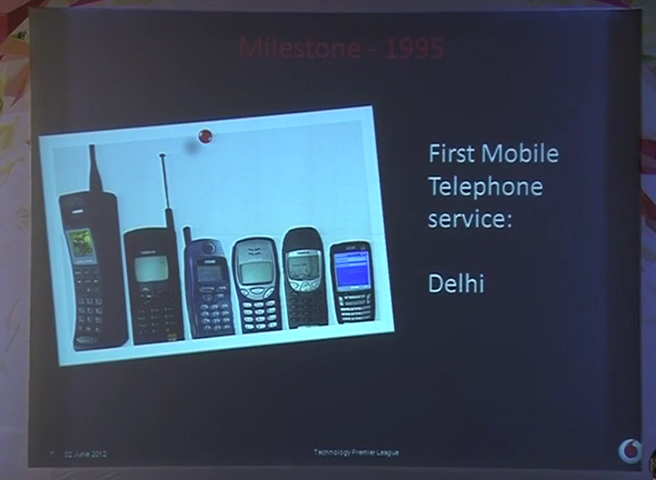 Milestone - 1995
First Mobile
Telephone
service:
Delhi
02 June 2012
Technology Premier League